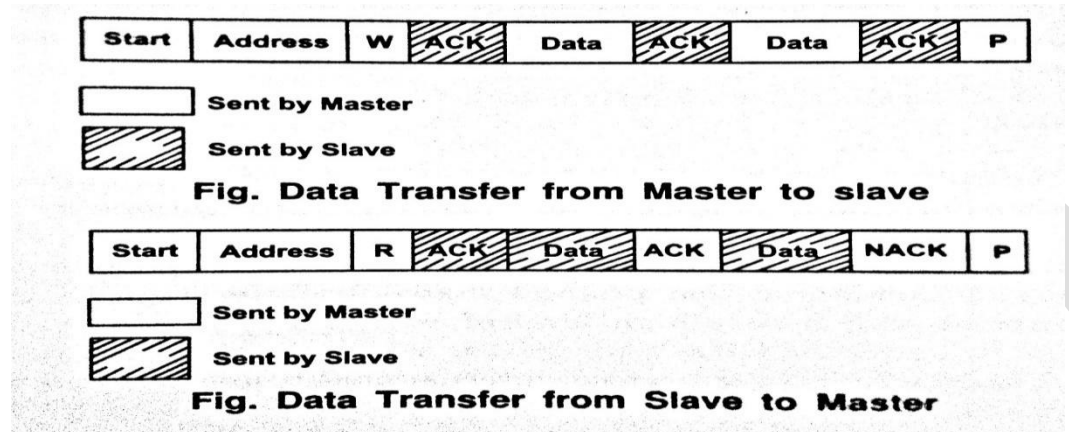 Start Address W ACK Data ACK Data ACK P
Sent by Master
Sent by Slave
Fig. Data Transfer from Master to slave
Start Address R ACK Data ACK Data NACK P
Sent by Master
Sent by Slave
Fig. Data Transfer from Slave to Master